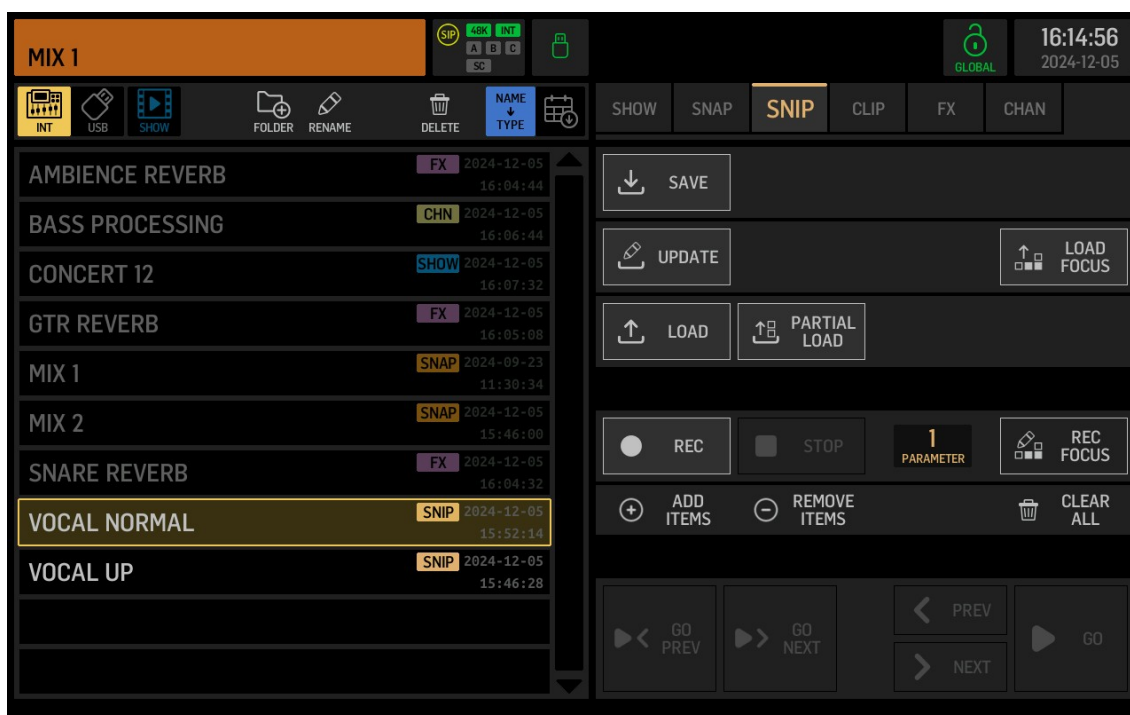 MIX 1
SIP
48K INT
A B C
SC
GLOBAL
16:14:56
2024-12-05
INT
USB
SHOW
FOLDER
RENAME
DELETE
NAME
TYPE
SHOW
SNAP
SNIP
CLIP
FX
CHAN
AMBIENCE REVERB
FX 2024-12-05
16:04:44
BASS PROCESSING
CHN 2024-12-05
16:06:44
CONCERT 12
SHOW 2024-12-05
16:07:32
GTR REVERB
FX 2024-12-05
16:05:08
MIX 1
SNAP 2024-09-23
11:30:34
MIX 2
SNAP 2024-12-05
15:46:00
SNARE REVERB
FX 2024-12-05
16:04:32
VOCAL NORMAL
SNIP 2024-12-05
15:52:14
VOCAL UP
SNIP 2024-12-05
15:46:28
SAVE
UPDATE
LOAD
FOCUS
LOAD
PARTIAL
LOAD
REC
STOP
1
PARAMETER
REC
FOCUS
ADD
ITEMS
REMOVE
ITEMS
CLEAR
ALL
GO
PREV
GO
NEXT
PREV
NEXT
GO